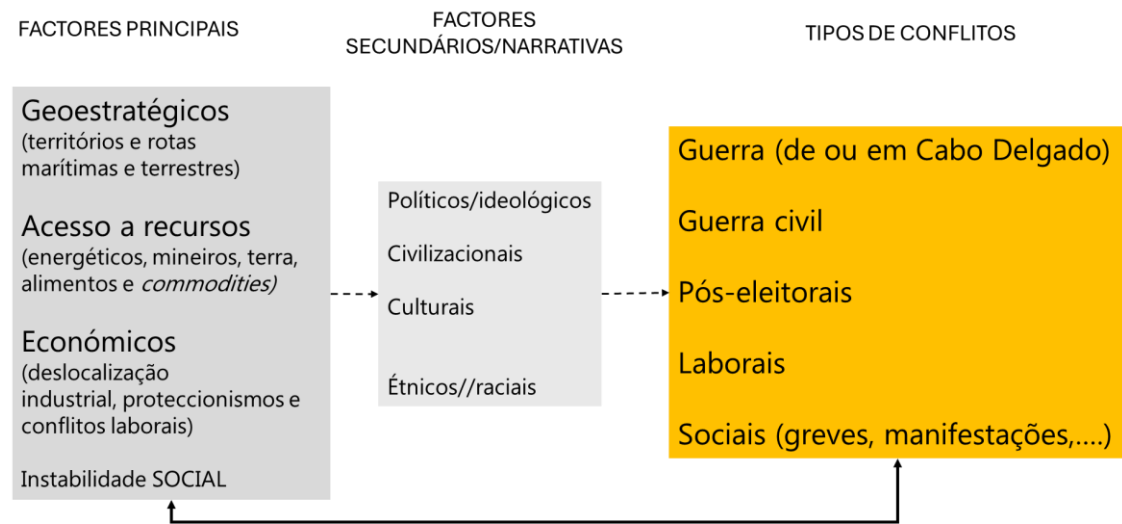 FACTORES PRINCIPAIS
FACTORES
SECUNDÁRIOS/NARRATIVAS
TIPOS DE CONFLITOS
Geoestratégicos
(territórios e rotas
marítimas e terrestres)
Acesso a recursos
(energéticos, mineiros, terra,
alimentos e commodities)
Económicos
(deslocalização
industrial, proteccionismos e
conflitos laborais)
Instabilidade SOCIAL
Políticos/ideológicos
Civilizacionais
Culturais
Étnicos//raciais
Guerra (de ou em Cabo Delgado)
Guerra civil
Pós-eleitorais
Laborais
Sociais (greves, manifestações,....)